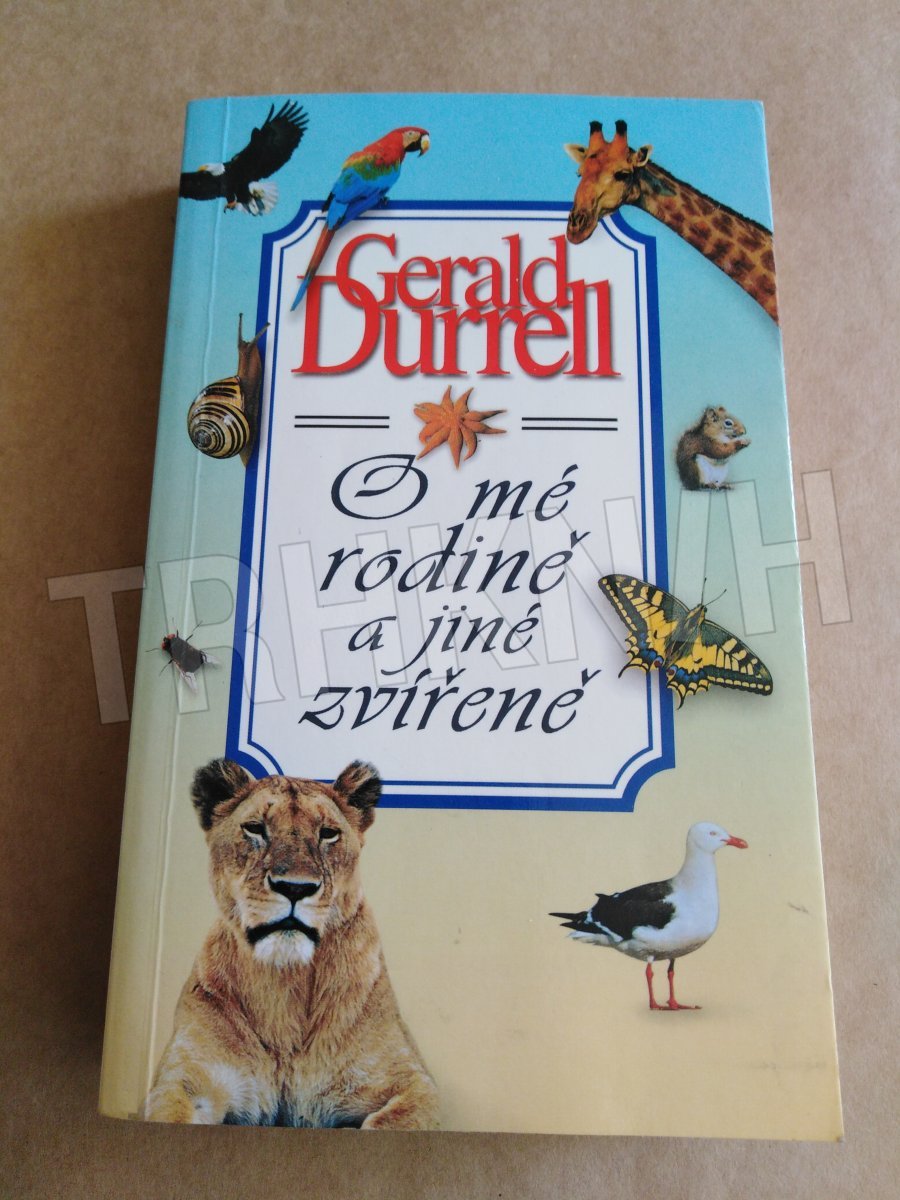 Gerald
Durrell
O mé
rodině
a jiné
zvířeně
TRHKNIH